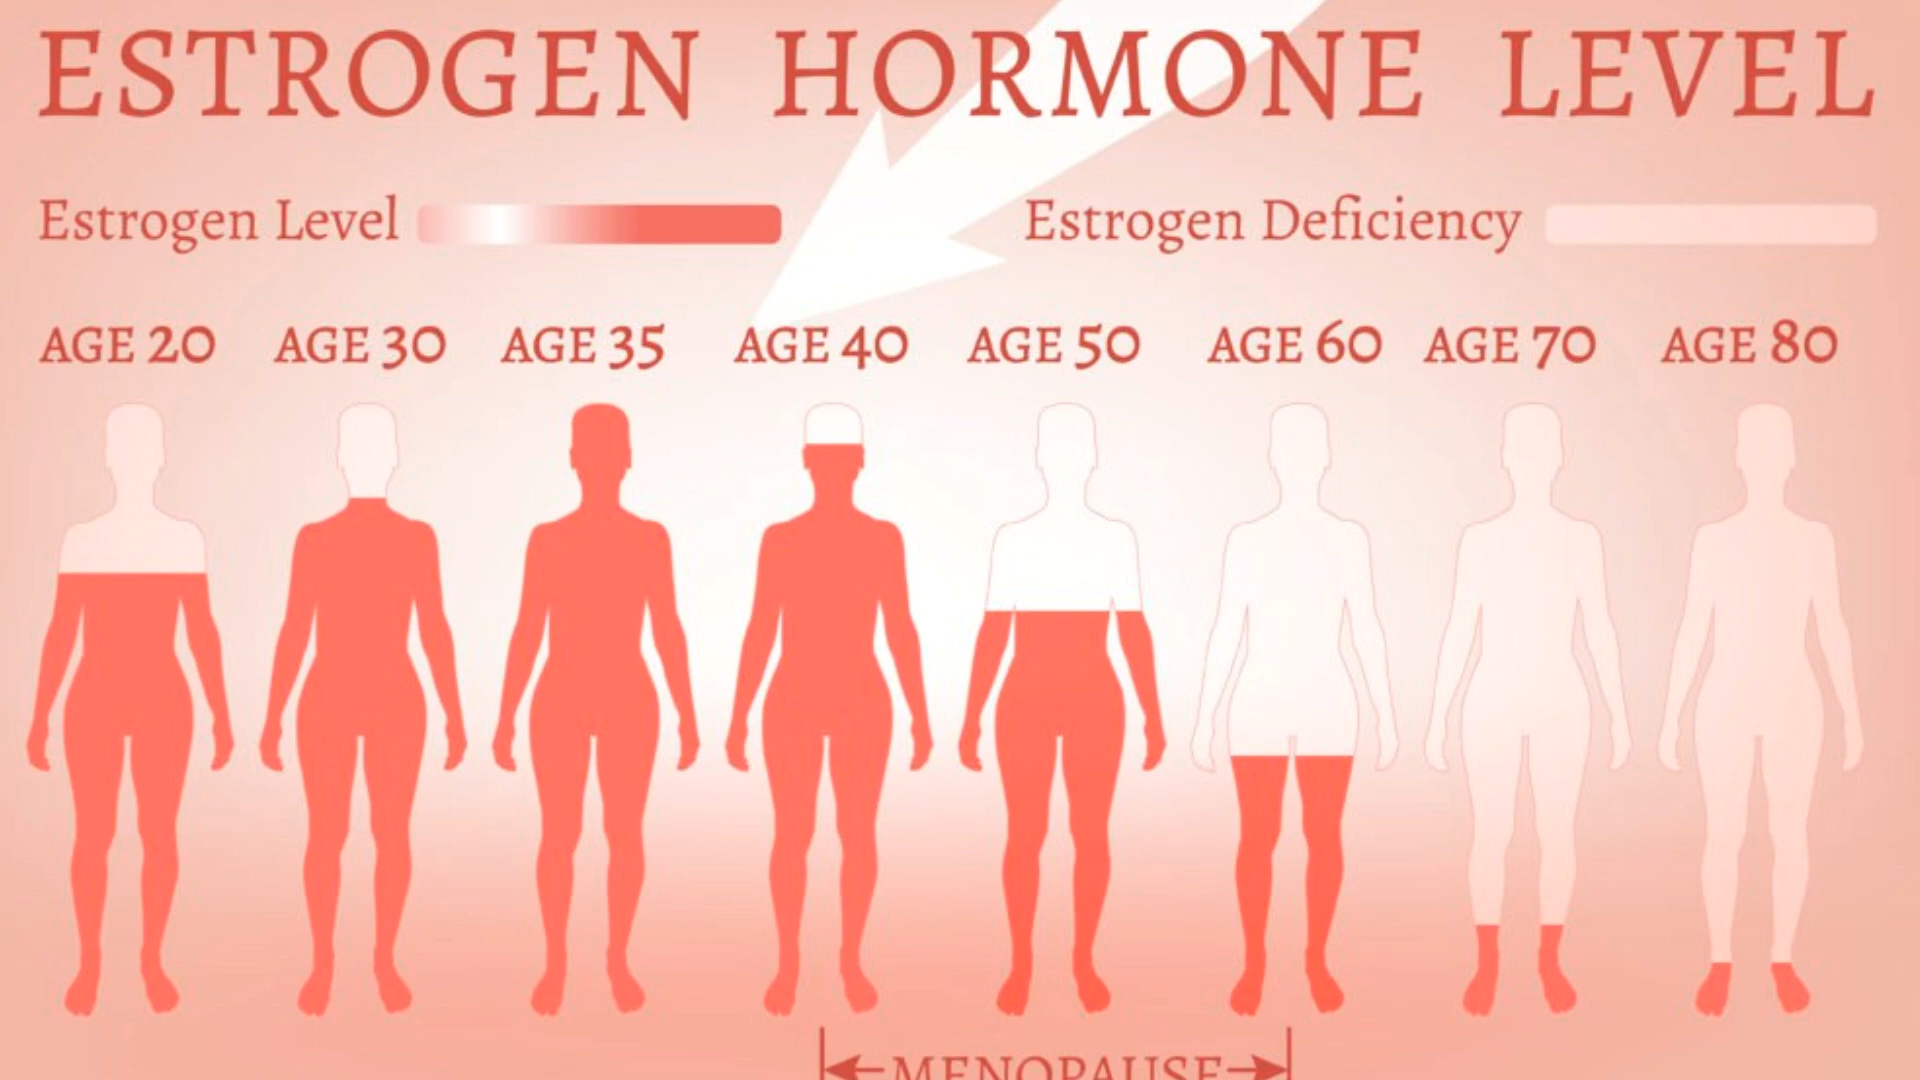 ESTROGEN HORMONE LEVEL
Estrogen Level
Estrogen Deficiency
AGE 20 AGE 30 AGE 35 AGE 40 AGE 50 AGE 60 AGE 70 AGE 80
MENOPAUSE